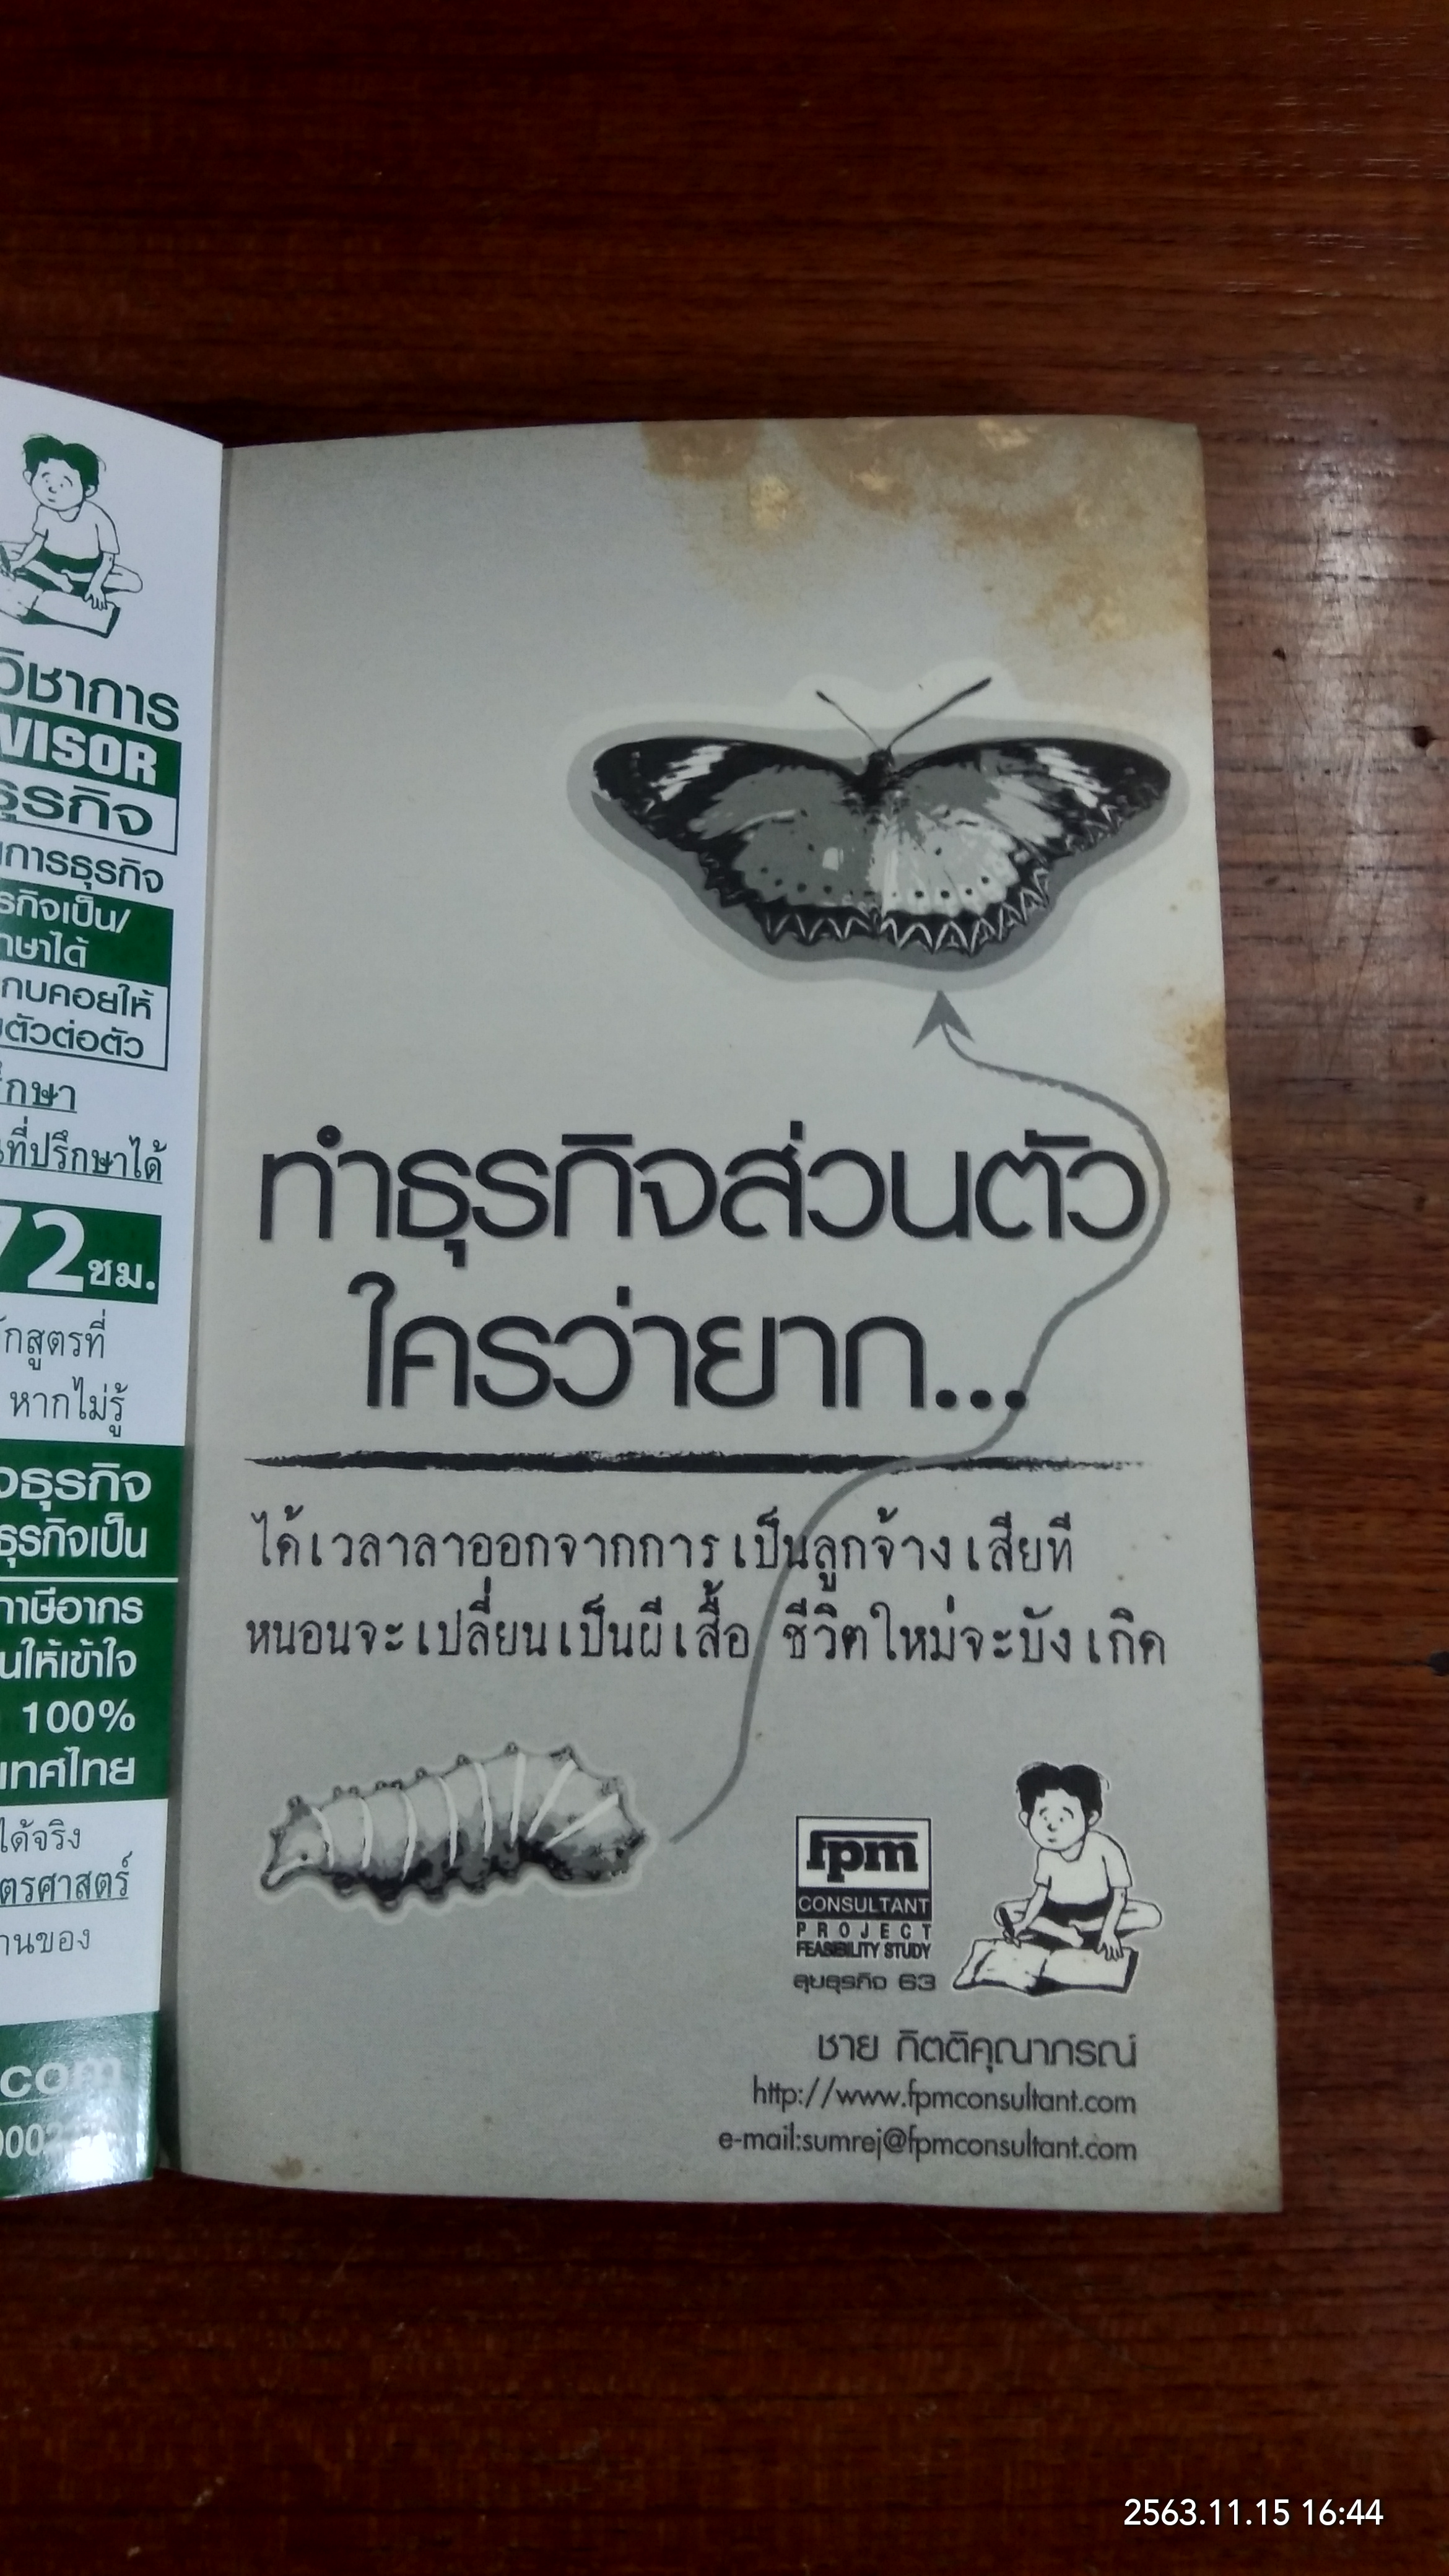 วิชาการ
VISOR
ธุรกิจ
การธุรกิจ
รกิจเป็น/
กษาได้
กบคอยให้
ตัวต่อตัว
รึกษา
ที่ปรึกษาได้
72ชม.
ักสูตรที่
หากไม่รู้
จธุรกิจ
ธุรกิจเป็น
ภาษีอากร
นให้เข้าใจ
100%
เทศไทย
ได้จริง
ตรศาสตร์
านของ
com
ทำธุรกิจส่วนตัว
ใครว่ายาก...
ได้เวลาลาออกจากการเป็นลูกจ้างเสียที
หนอนจะเปลี่ยนเป็นผีเสื้อ ชีวิตใหม่จะบังเกิด
fpm
CONSULTANT
PROJECT
FEASIBILITY STUDY
ลุยธุรกิจ 63
ชาย กิตติคุณาภรณ์
http://www.fpmconsultant.com
e-mail:sumrej@fpmconsultant.com
2563.11.15 16:44